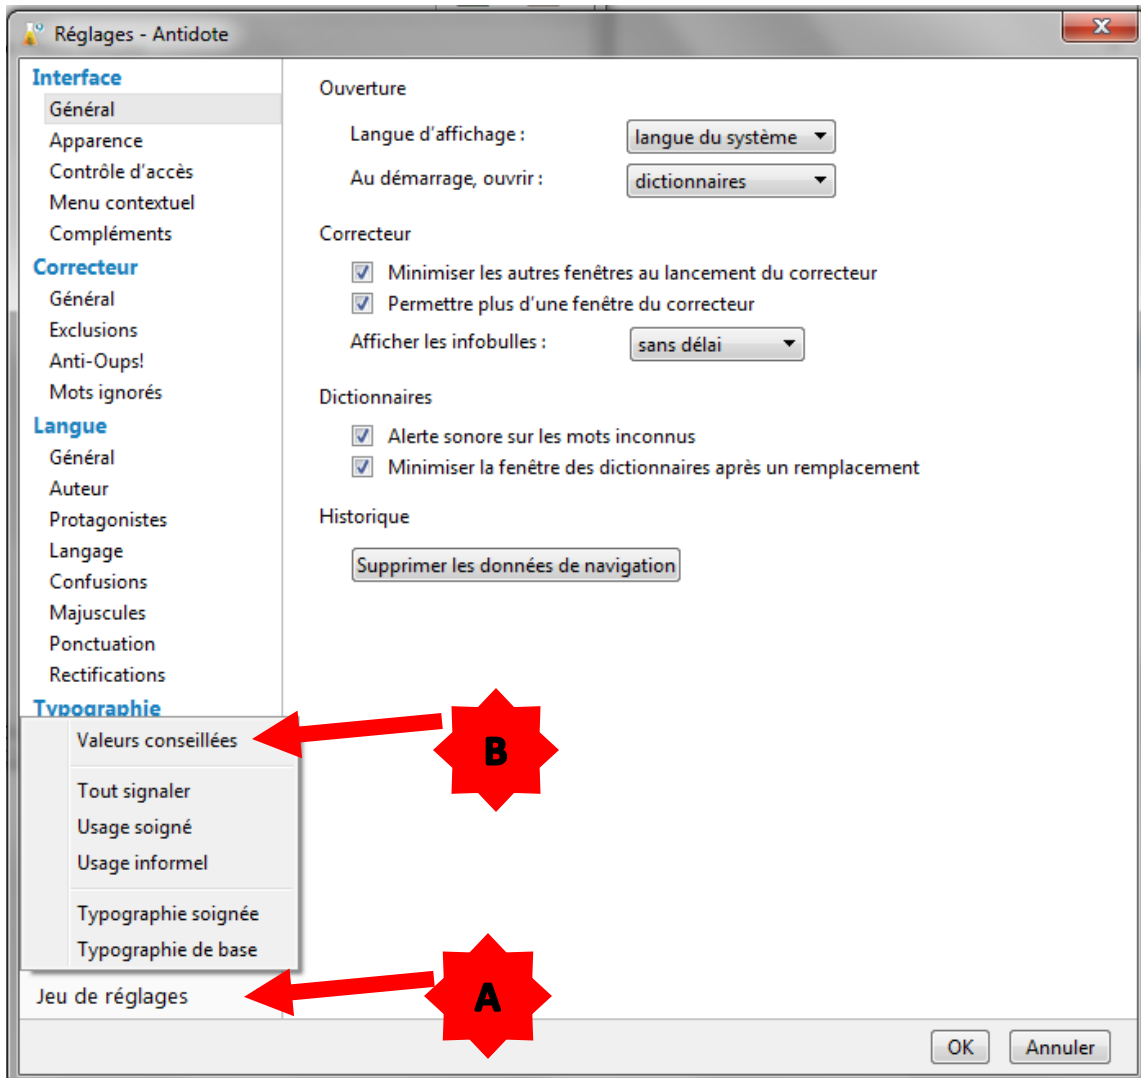 Réglages - Antidote
Interface
Général
Apparence
Contrôle d'accès
Menu contextuel
Compléments
Correcteur
Général
Exclusions
Anti-Oups!
Mots ignorés
Langue
Général
Auteur
Protagonistes
Langage
Confusions
Majuscules
Ponctuation
Rectifications
Typographie
Valeurs conseillées
Tout signaler
Usage soigné
Usage informel
Typographie soignée
Typographie de base
Jeu de réglages
Ouverture
Langue d’affichage : langue du système
Au démarrage, ouvrir : dictionnaires
Correcteur
Minimiser les autres fenêtres au lancement du correcteur
Permettre plus d’une fenêtre du correcteur
Afficher les infobulles : sans délai
Dictionnaires
Alerte sonore sur les mots inconnus
Minimiser la fenêtre des dictionnaires après un remplacement
Historique
Supprimer les données de navigation
B
A
OK Annuler